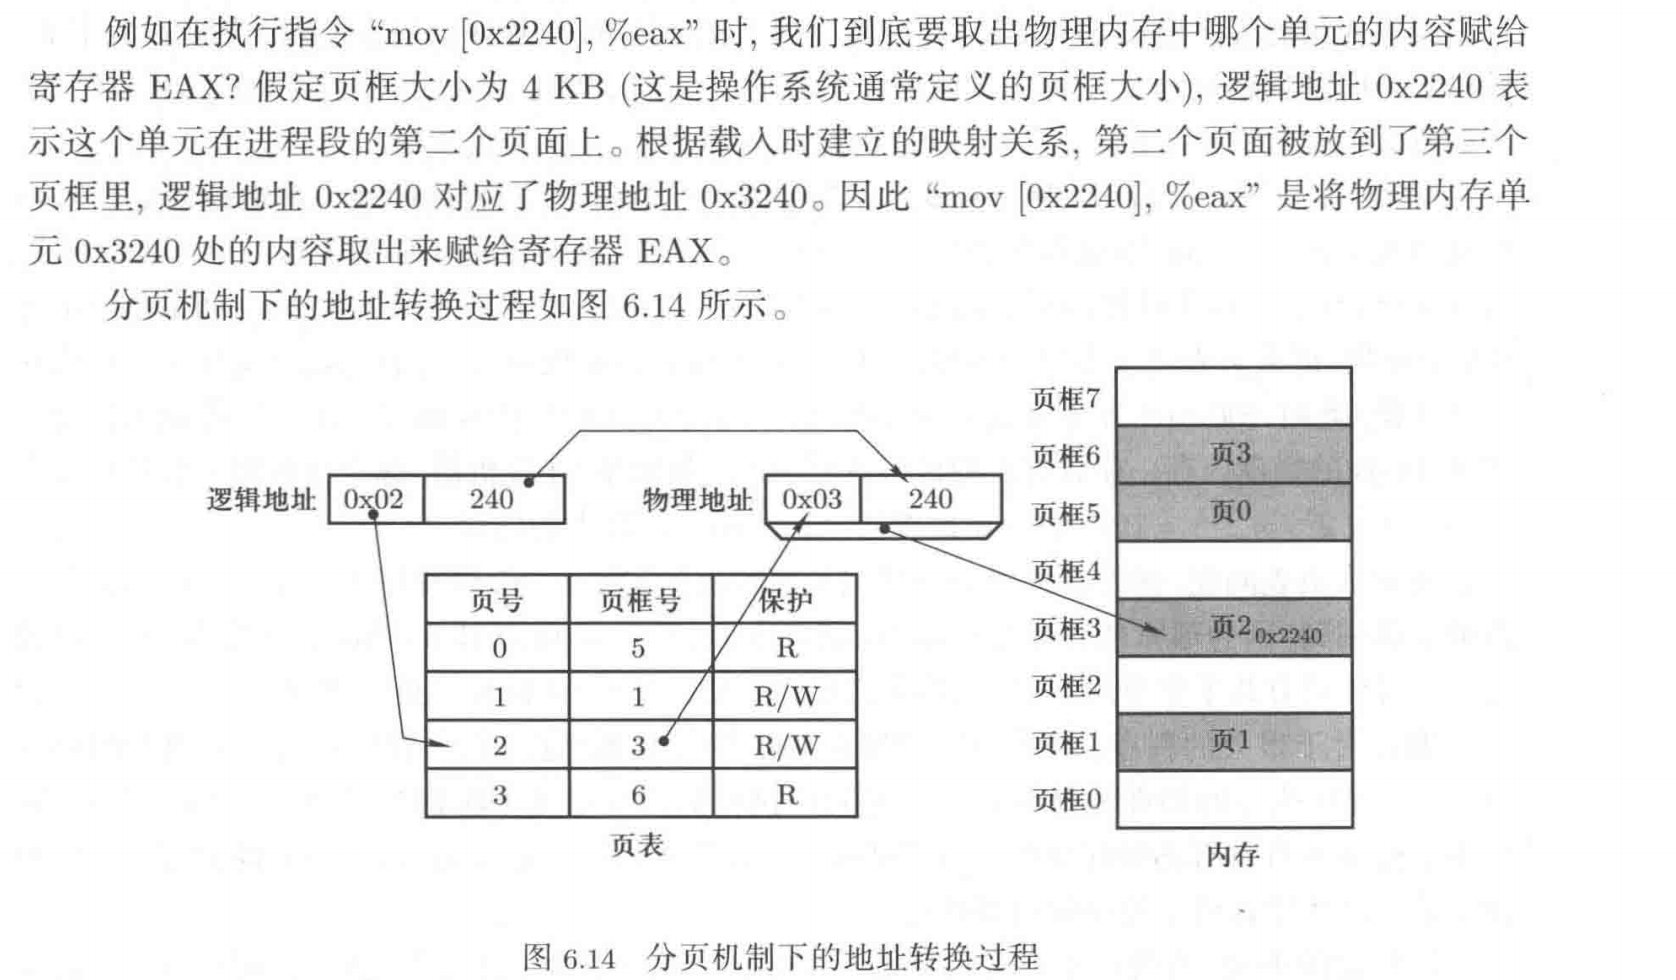 例如在执行指令 “mov [0x2240], %eax” 时, 我们到底要取出物理内存中哪个单元的内容赋给
寄存器 EAX? 假定页框大小为 4 KB (这是操作系统通常定义的页框大小), 逻辑地址 0x2240 表
示这个单元在进程段的第二个页面上。根据载入时建立的映射关系, 第二个页面被放到了第三个
页框里, 逻辑地址 0x2240 对应了物理地址 0x3240。因此 “mov [0x2240], %eax” 是将物理内存单
元 0x3240 处的内容取出来赋给寄存器 EAX。
分页机制下的地址转换过程如图 6.14 所示。
逻辑地址 0x02 240
物理地址 0x03 240
页号 页框号 保护
0 5 R
1 1 R/W
2 3 R/W
3 6 R
页表
页框7
页框6 页3
页框5 页0
页框4
页框3 页2 0x2240
页框2
页框1 页1
页框0
内存
图 6.14 分页机制下的地址转换过程